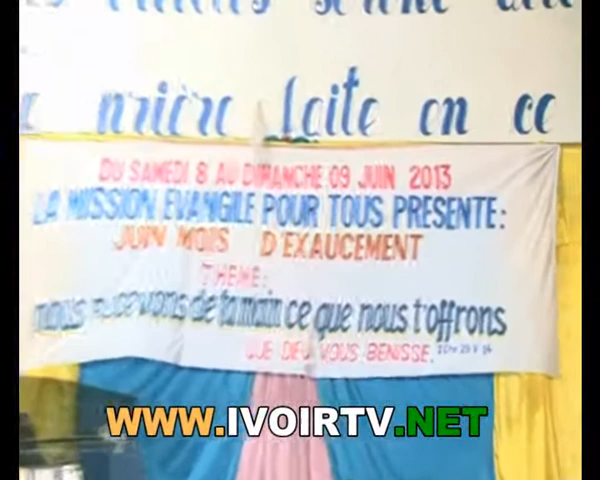 prière faite en ce
DU SAMEDI 8 AU DIMANCHE 09 JUIN 2013
LA MISSION EVANGILE POUR TOUS PRESENTE:
JUIN MOIS D'EXAUCEMENT
THEME:
nous recevons de ta main ce que nous t'offrons
QUE DIEU VOUS BENISSE.
WWW.IVOIRTV.NET